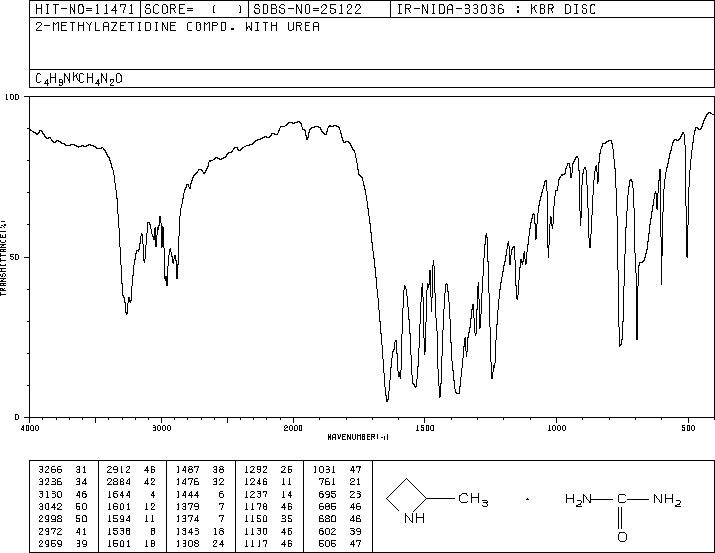 HIT-NO=11471 SCORE= ( ) SDBS-NO=25122 IR-NIDA-33036 : KBR DISC
2-METHYLAZETIDINE COMPD. WITH UREA
C4H9N·CH4N2O
100
50
0
TRANSMITTANCE(%)
4000 3000 2000 1500 1000 500
WAVENUMBER(-1)
3266 31 2912 46 1487 38 1292 26 1031 47
3236 34 2884 42 1476 32 1246 11 761 21
3130 46 1644 4 1444 6 1237 14 695 23
3042 50 1601 12 1379 7 1178 46 686 46
2998 50 1594 11 1374 7 1150 35 680 46
2972 41 1538 8 1343 18 1130 46 602 39
2969 39 1501 18 1308 24 1117 46 506 47
NH CH3 · H2N C NH2
O